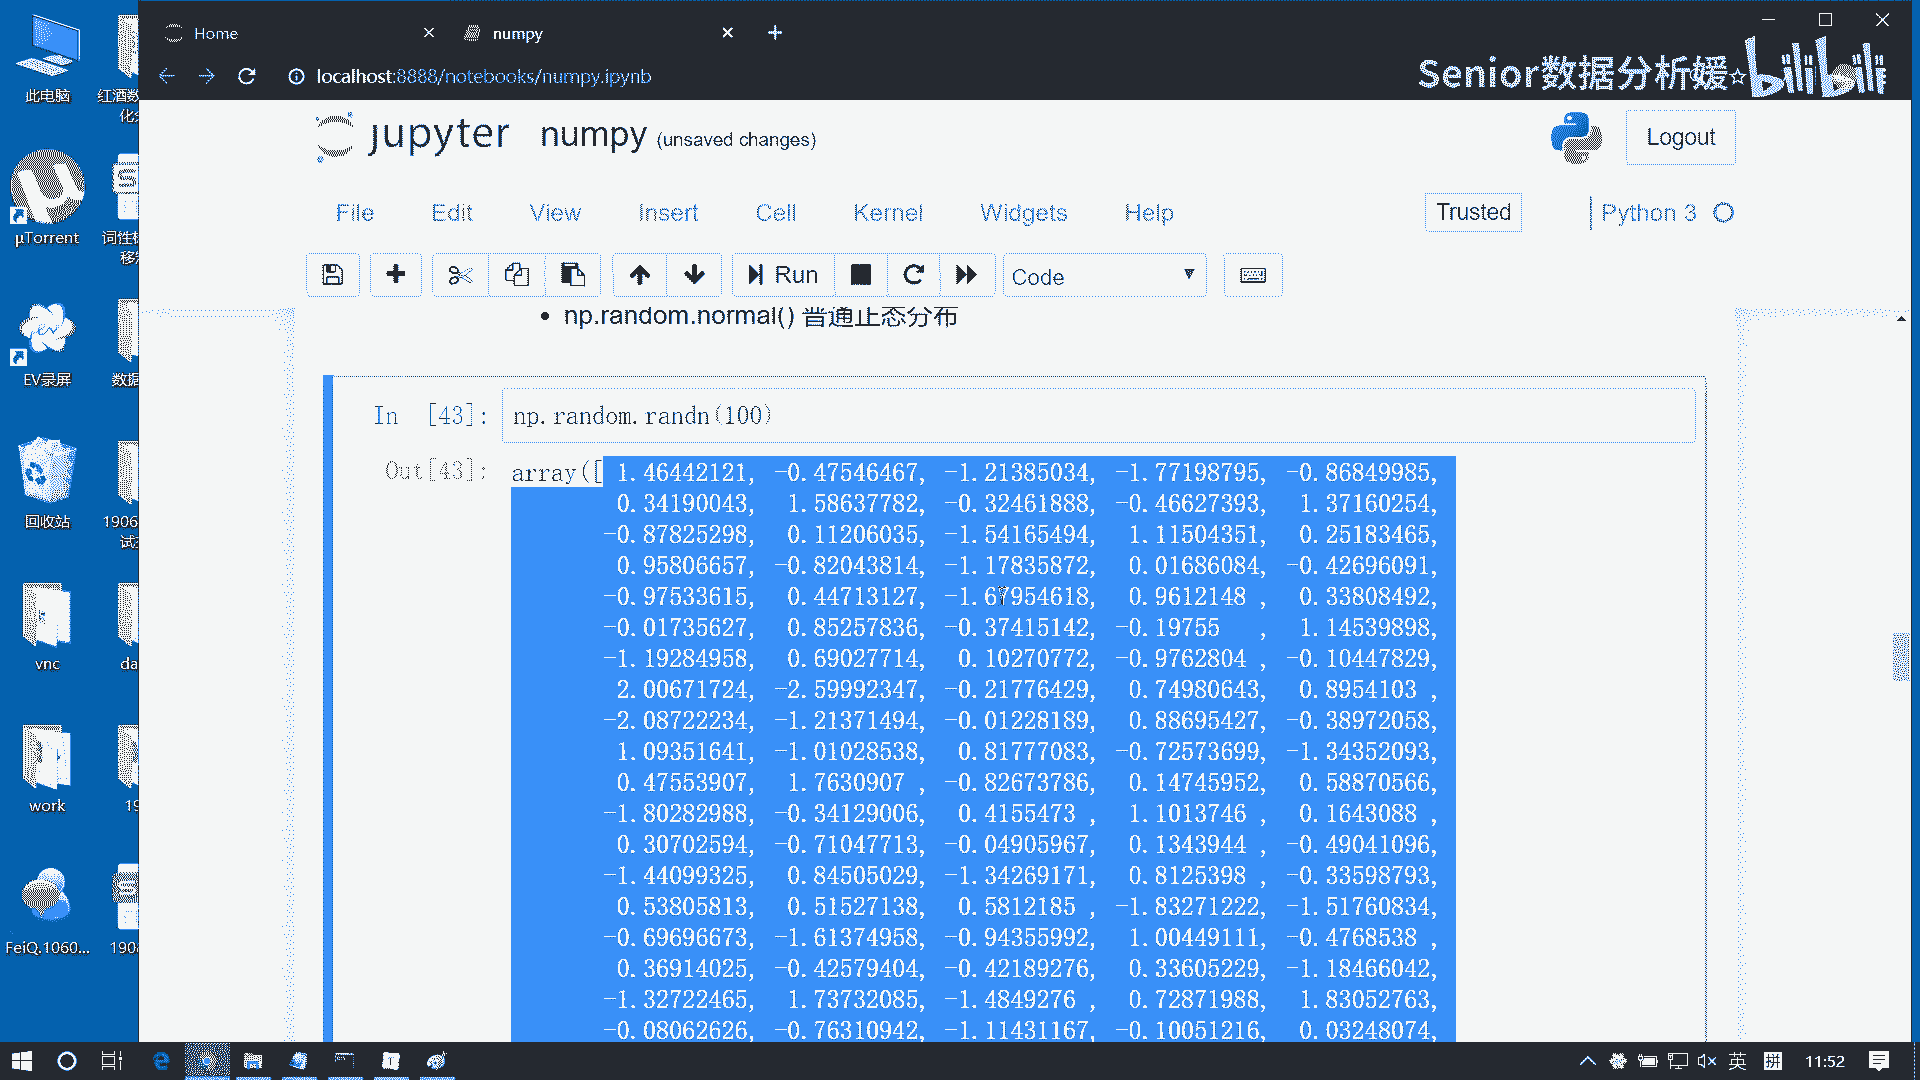 Home
numpy
localhost:8888/notebooks/numpy.ipynb
Senior数据分析媛
bilibili
jupyter numpy (unsaved changes)
Logout
File Edit View Insert Cell Kernel Widgets Help
Trusted
Python 3
Run
Code
np.random.normal() 普通正态分布
In [43]: np.random.randn(100)
Out[43]: array([ 1.46442121, -0.47546467, -1.21385034, -1.77198795, -0.86849985,
0.34190043, 1.58637782, -0.32461888, -0.46627393, 1.37160254,
-0.87825298, 0.11206035, -1.54165494, 1.11504351, 0.25183465,
0.95806657, -0.82043814, -1.17835872, 0.01686084, -0.42696091,
-0.97533615, 0.44713127, -1.67954618, 0.9612148 , 0.33808492,
-0.01735627, 0.85257836, -0.37415142, -0.19755 , 1.14539898,
-1.19284958, 0.69027714, 0.10270772, -0.9762804 , -0.10447829,
2.00671724, -2.59992347, -0.21776429, 0.74980643, 0.8954103 ,
-2.08722234, -1.21371494, -0.01228189, 0.88695427, -0.38972058,
1.09351641, -1.01028538, 0.81777083, -0.72573699, -1.34352093,
0.47553907, 1.7630907 , -0.82673786, 0.14745952, 0.58870566,
-1.80282988, -0.34129006, 0.4155473 , 1.1013746 , 0.1643088 ,
0.30702594, -0.71047713, -0.04905967, 0.1343944 , -0.49041096,
-1.44099325, 0.84505029, -1.34269171, 0.8125398 , -0.33598793,
0.53805813, 0.51527138, 0.5812185 , -1.83271222, -1.51760834,
-0.69696673, -1.61374958, -0.94355992, 1.00449111, -0.4768538 ,
0.36914025, -0.42579404, -0.42189276, 0.33605229, -1.18466042,
-1.32722465, 1.73732085, -1.4849276 , 0.72871988, 1.83052763,
-0.08062626, -0.76310942, -1.11431167, -0.10051216, 0.03248074,
此电脑
红酒数
µTorrent
词性标
移
EV录屏
数据
回收站
1906
试
vnc
da
work
19
FeiQ.1060...
190
英
拼
11:52